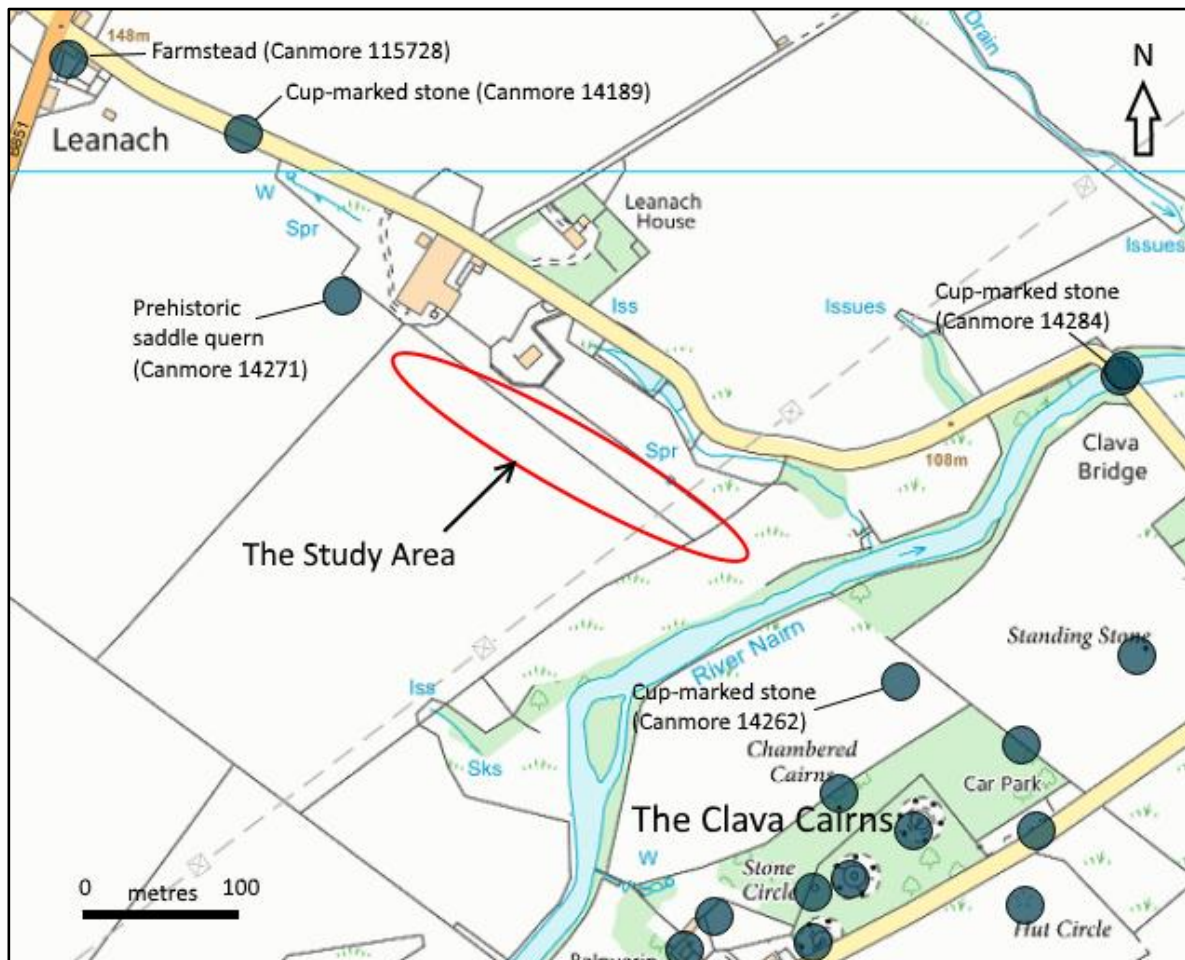 148m
Farmstead (Canmore 115728)
Drain
N
Cup-marked stone (Canmore 14189)
B851
Leanach
W
Spr
Leanach
House
Issues
Iss
Issues
Cup-marked stone
(Canmore 14284)
Prehistoric
saddle quern
(Canmore 14271)
Spr
108m
Clava
Bridge
The Study Area
Standing Stone
River Nairn
Iss
Cup-marked stone
(Canmore 14262)
Chambered
Cairns
Sks
Car Park
The Clava Cairns
W
Stone
Circle
0 metres 100
Hut Circle